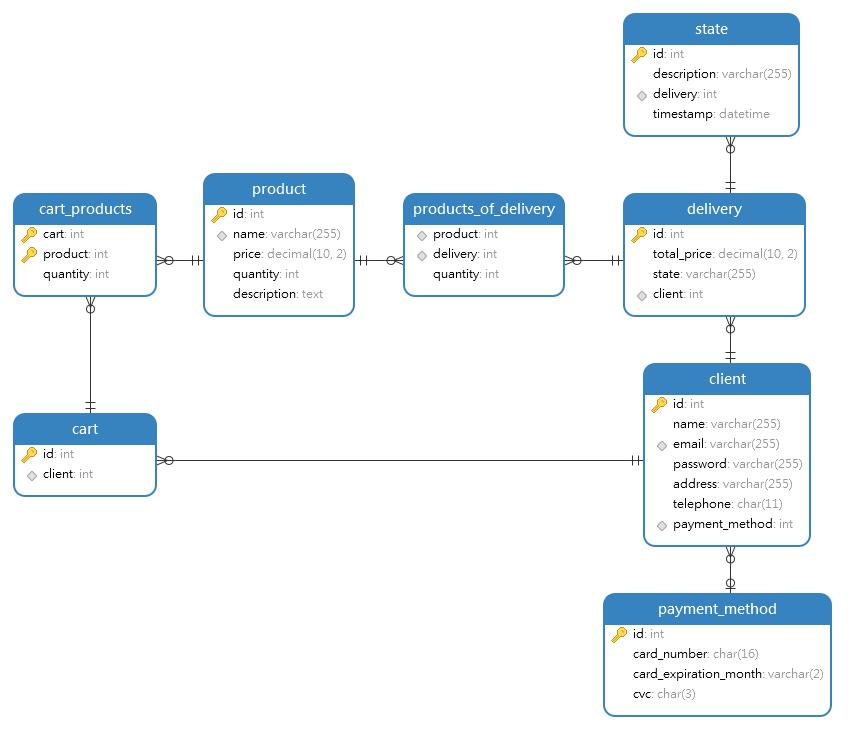 state
id: int
description: varchar(255)
delivery: int
timestamp: datetime
product
id: int
name: varchar(255)
price: decimal(10, 2)
quantity: int
description: text
cart_products
cart: int
product: int
quantity: int
products_of_delivery
product: int
delivery: int
quantity: int
delivery
id: int
total_price: decimal(10, 2)
state: varchar(255)
client: int
client
id: int
name: varchar(255)
email: varchar(255)
password: varchar(255)
address: varchar(255)
telephone: char(11)
payment_method: int
cart
id: int
client: int
payment_method
id: int
card_number: char(16)
card_expiration_month: varchar(2)
cvc: char(3)